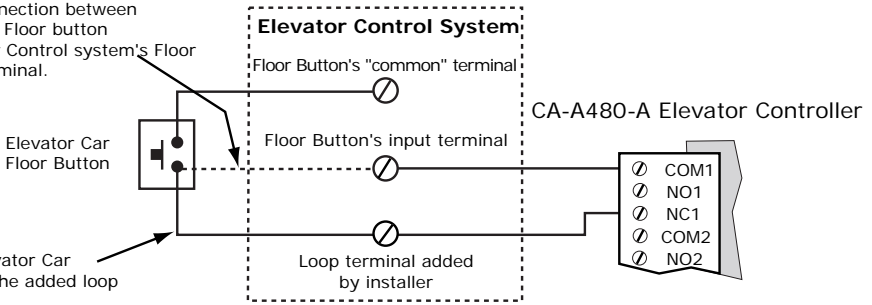 nection between
Floor button
Control system's Floor
minal.
Elevator Control System
Floor Button's "common" terminal
CA-A480-A Elevator Controller
Elevator Car
Floor Button
Floor Button's input terminal
COM1
NO1
NC1
COM2
NO2
vator Car
he added loop
Loop terminal added
by installer